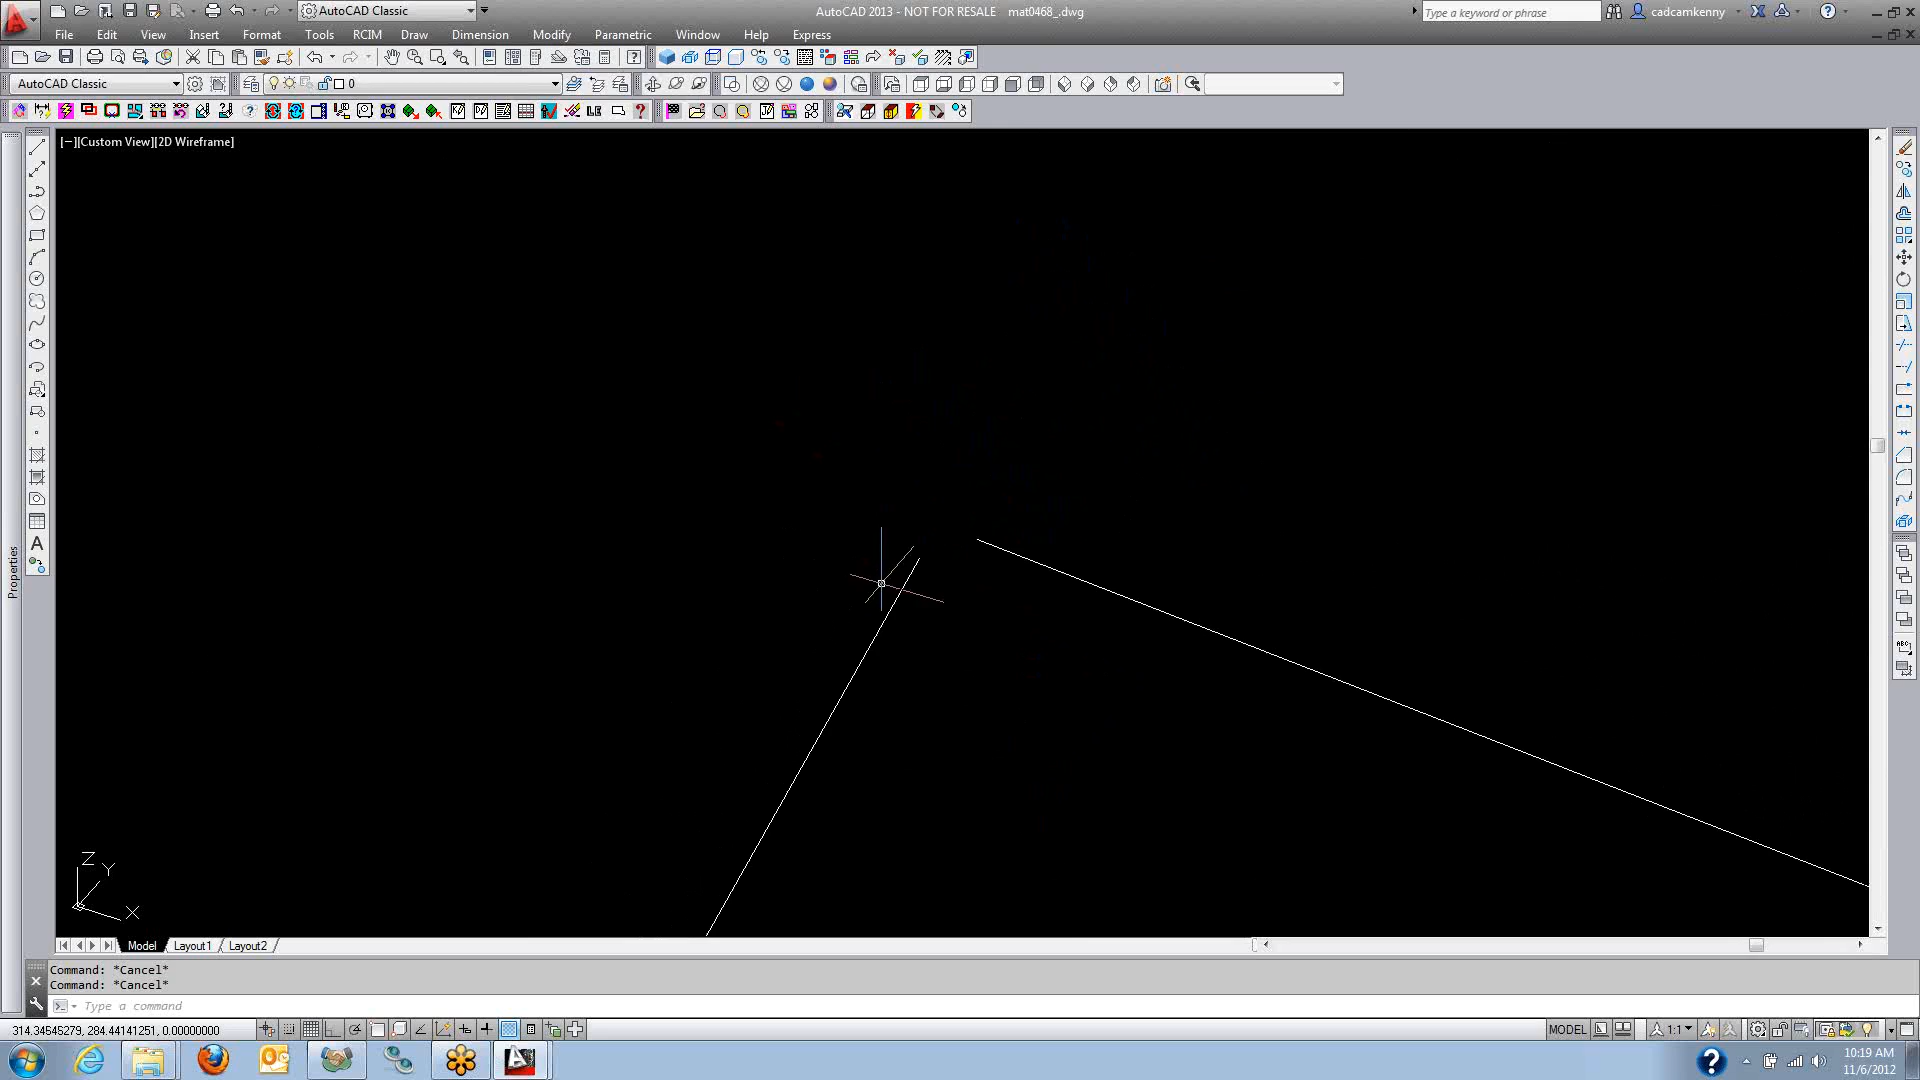 AutoCAD Classic
AutoCAD 2013 - NOT FOR RESALE mat0468_.dwg
Type a keyword or phrase
cadcamkenny
File Edit View Insert Format Tools RCIM Draw Dimension Modify Parametric Window Help Express
AutoCAD Classic
0
[−]|Custom View][2D Wireframe]
Properties
A
Z
Y
X
Model Layout1 Layout2
Command: *Cancel*
Command: *Cancel*
Type a command
314.34545279, 284.44141251, 0.00000000
MODEL
1:1
10:19 AM
11/6/2012